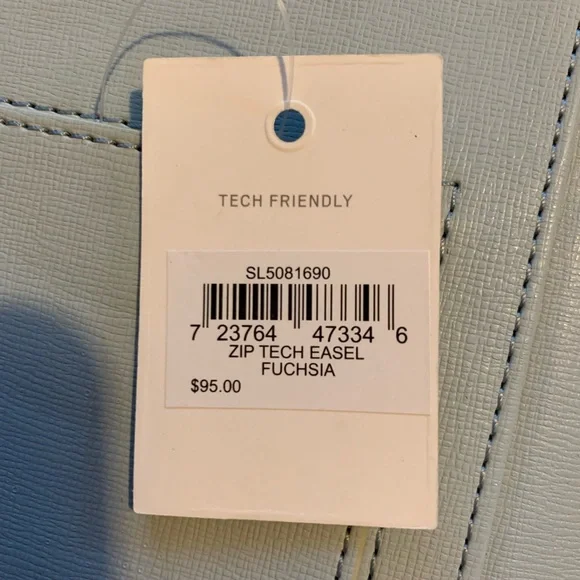 TECH FRIENDLY
SL5081690
7 23764 47334 6
ZIP TECH EASEL
FUCHSIA
$95.00